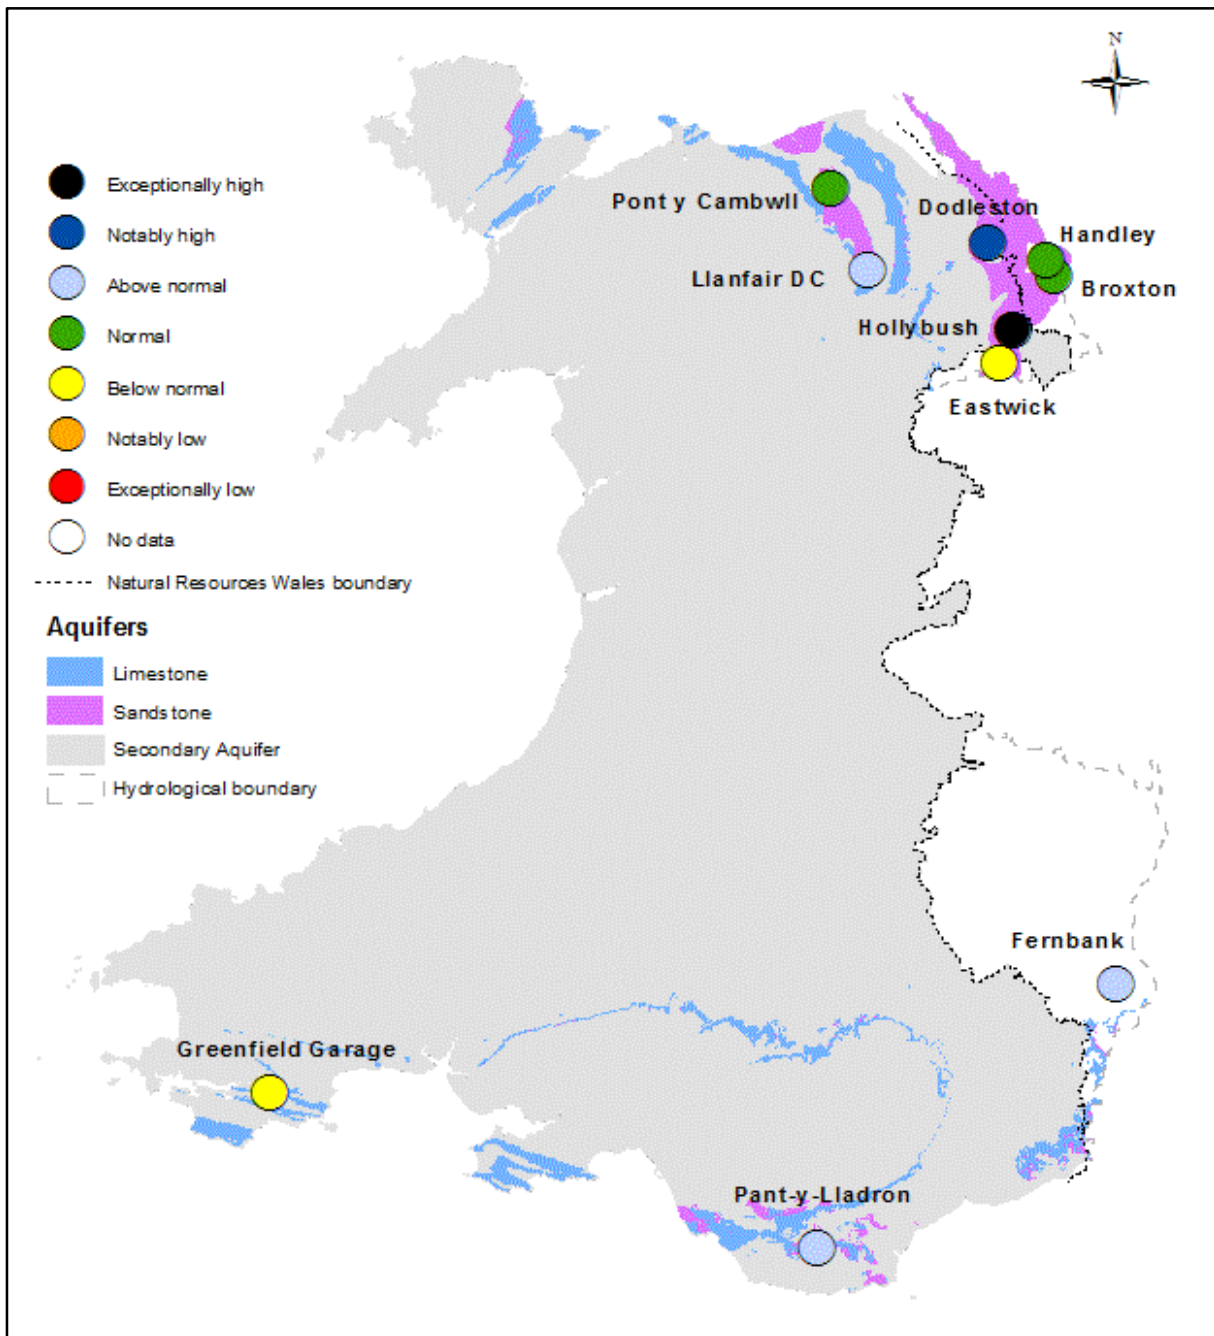 N
Exceptionally high
Notably high
Above normal
Normal
Below normal
Notably low
Exceptionally low
No data
Natural Resources Wales boundary
Aquifers
Limestone
Sandstone
Secondary Aquifer
Hydrological boundary
Pont y Cambwll
Dodleston
Handley
Llanfair DC
Broxton
Hollybush
Eastwick
Fernbank
Greenfield Garage
Pant-y-Lladron